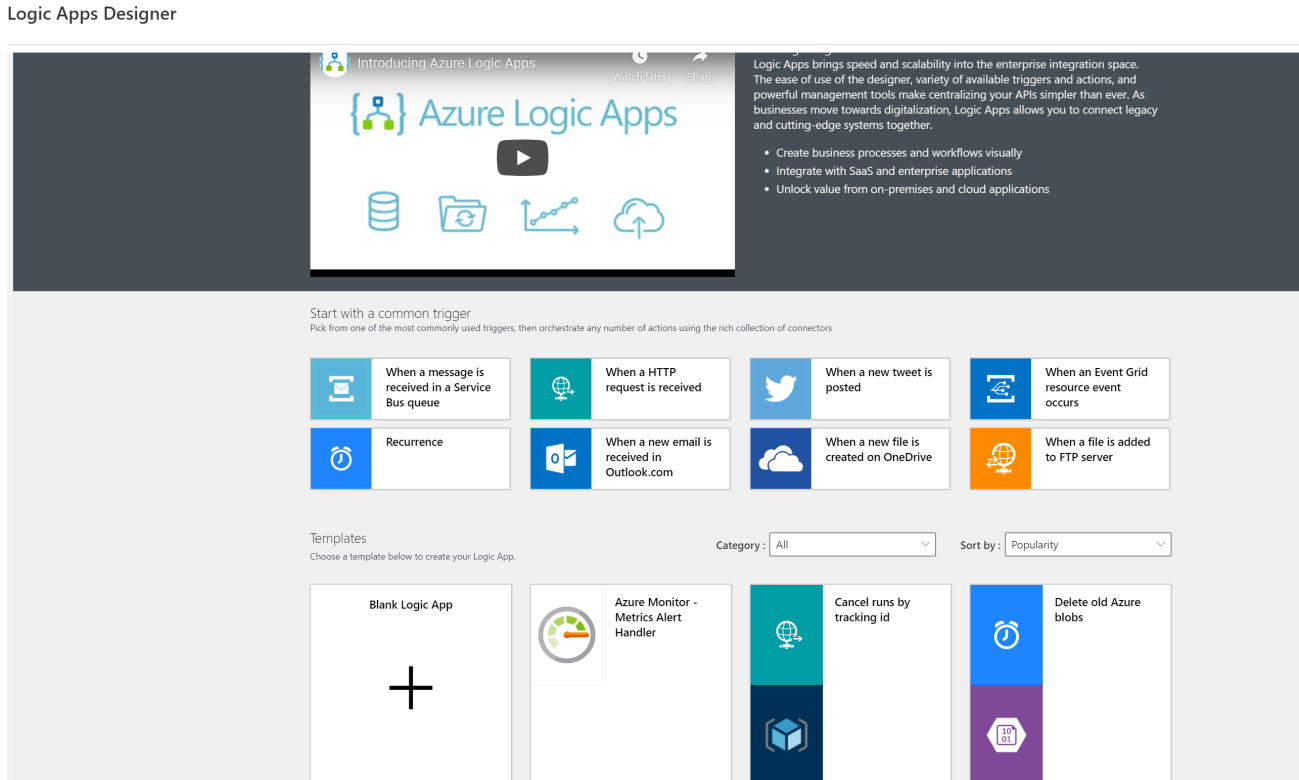 Logic Apps Designer
Introducing Azure Logic Apps
Watch later
Share
Azure Logic Apps
Logic Apps brings speed and scalability into the enterprise integration space.
The ease of use of the designer, variety of available triggers and actions, and
powerful management tools make centralizing your APIs simpler than ever. As
businesses move towards digitalization, Logic Apps allows you to connect legacy
and cutting-edge systems together.
• Create business processes and workflows visually
• Integrate with SaaS and enterprise applications
• Unlock value from on-premises and cloud applications
Start with a common trigger
Pick from one of the most commonly used triggers, then orchestrate any number of actions using the rich collection of connectors
When a message is
received in a Service
Bus queue
When a HTTP
request is received
When a new tweet is
posted
When an Event Grid
resource event
occurs
Recurrence
When a new email is
received in
Outlook.com
When a new file is
created on OneDrive
When a file is added
to FTP server
Templates
Choose a template below to create your Logic App.
Category :
All
Sort by :
Popularity
Blank Logic App
Azure Monitor -
Metrics Alert
Handler
Cancel runs by
tracking id
Delete old Azure
blobs
10
01